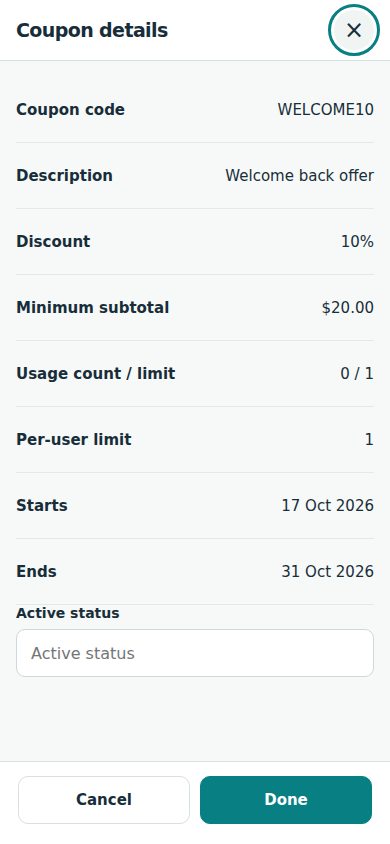 Coupon details
Coupon code WELCOME10
Description Welcome back offer
Discount 10%
Minimum subtotal $20.00
Usage count / limit 0 / 1
Per-user limit 1
Starts 17 Oct 2026
Ends 31 Oct 2026
Active status
Active status
Cancel Done